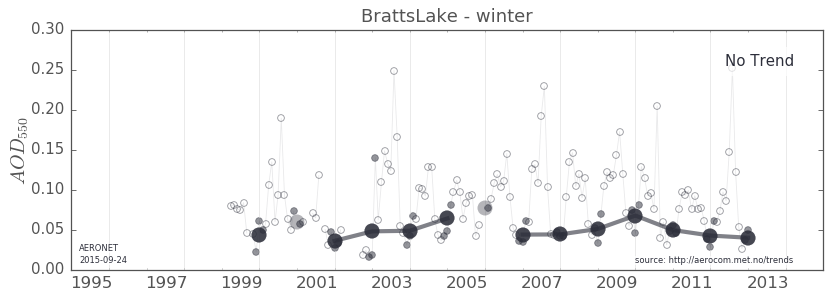 BrattsLake - winter
0.30
0.25
0.20
0.15
0.10
0.05
0.00
AOD550
No Trend
AERONET
2015-09-24
source: http://aerocom.met.no/trends
1995 1997 1999 2001 2003 2005 2007 2009 2011 2013